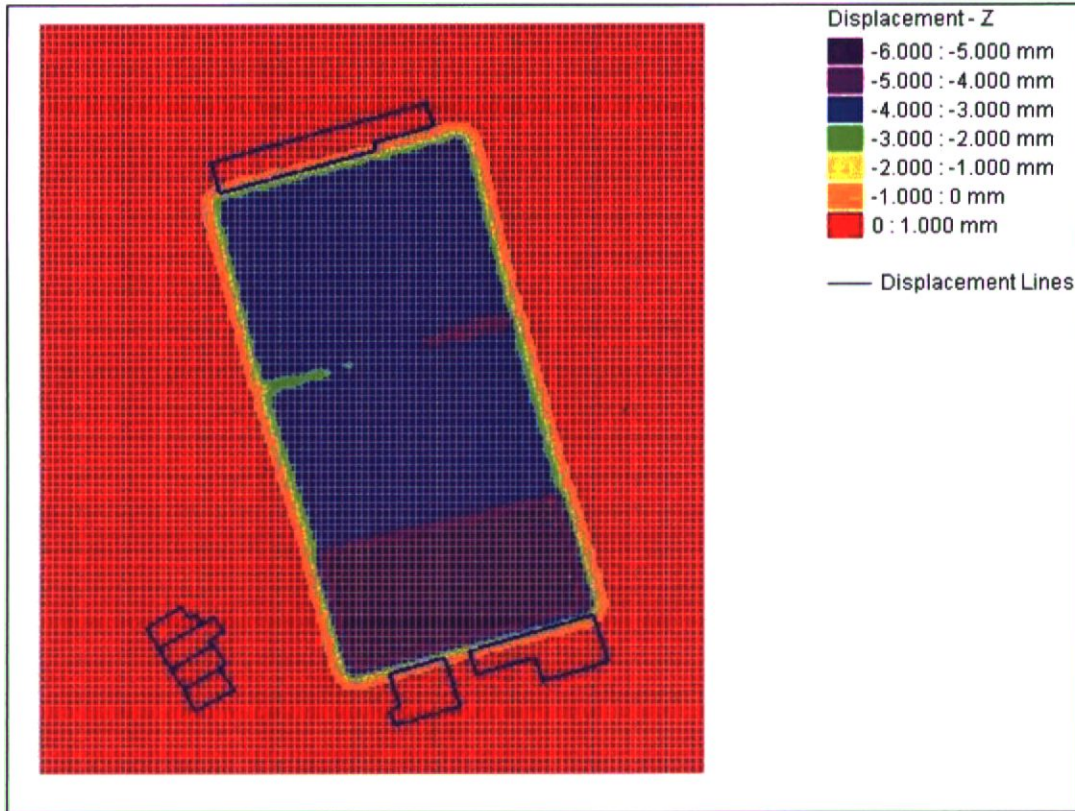 Displacement - Z
-6.000 : -5.000 mm
-5.000 : -4.000 mm
-4.000 : -3.000 mm
-3.000 : -2.000 mm
-2.000 : -1.000 mm
-1.000 : 0 mm
0 : 1.000 mm
Displacement Lines